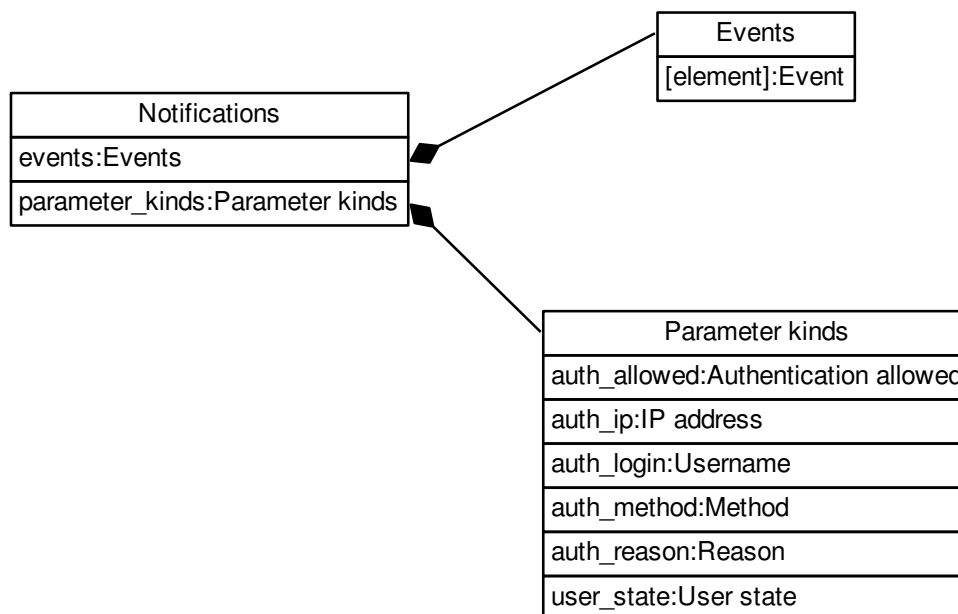 Events
[element]:Event
Notifications
events:Events
parameter_kinds:Parameter kinds
Parameter kinds
auth_allowed:Authentication allowed
auth_ip:IP address
auth_login:Username
auth_method:Method
auth_reason:Reason
user_state:User state